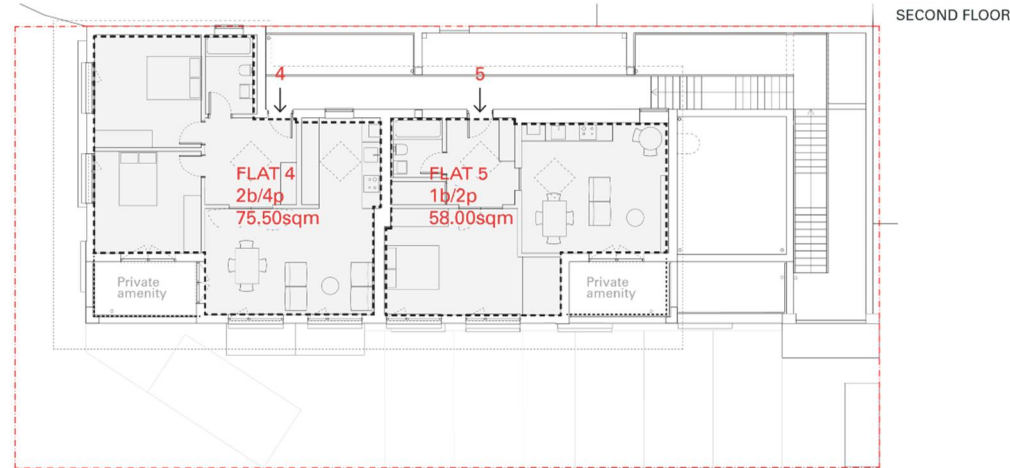 SECOND FLOOR
4
5
FLAT 4
2b/4p
75.50sqm
FLAT 5
1b/2p
58.00sqm
Private
amenity
Private
amenity